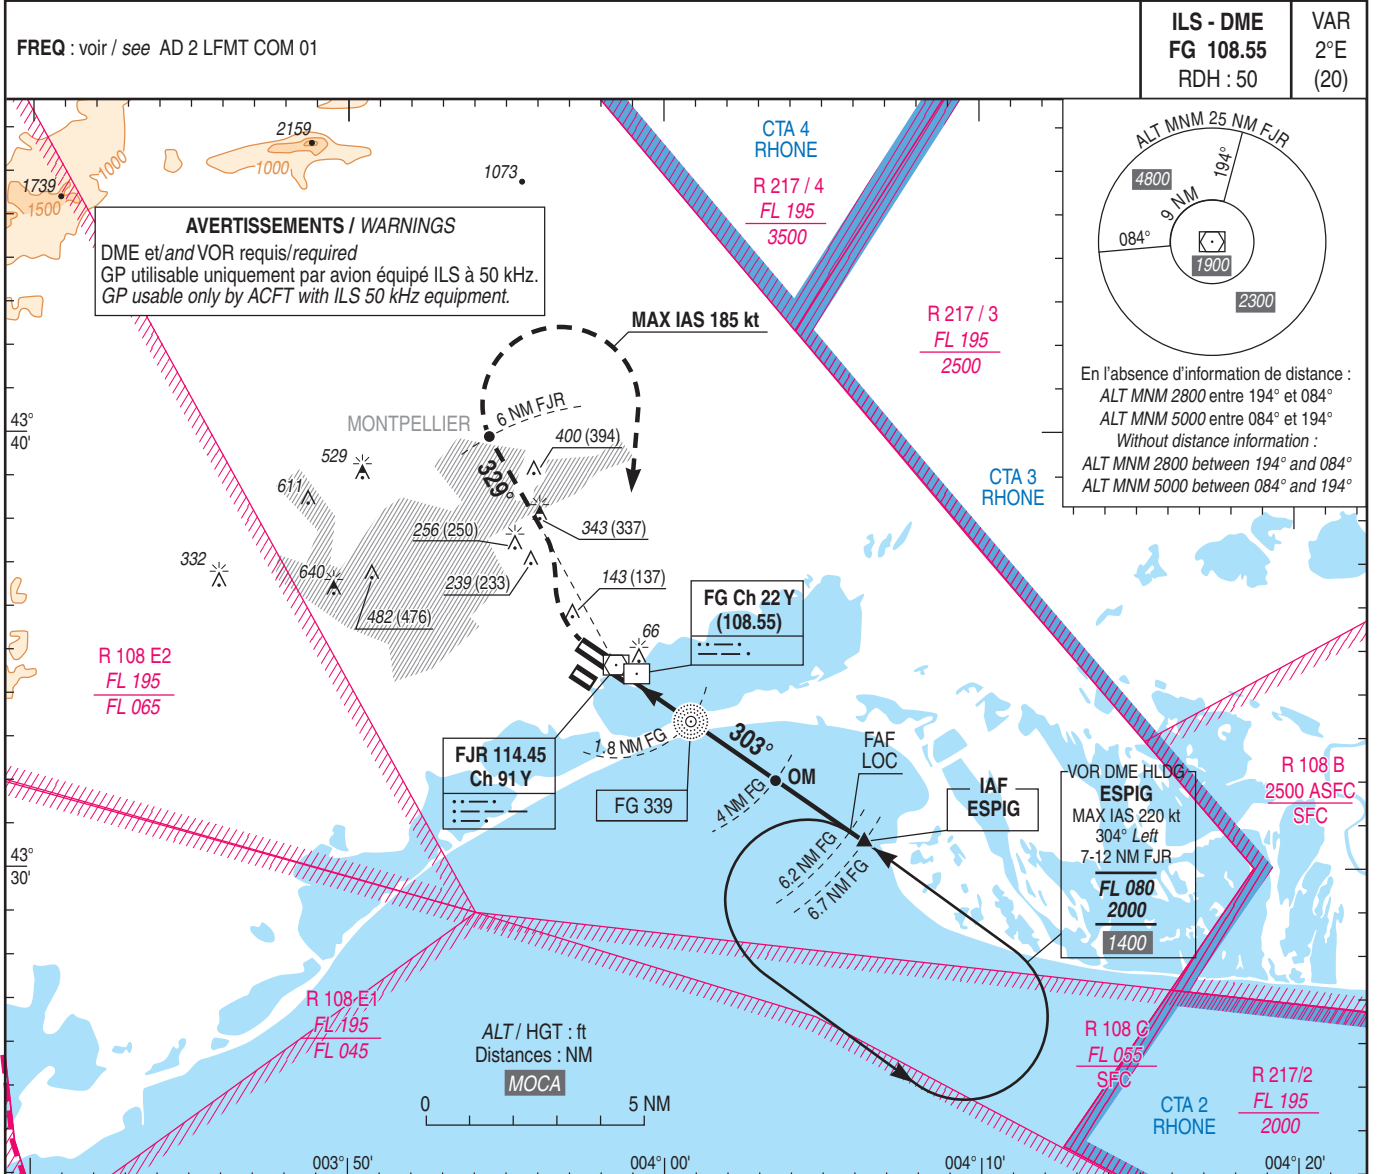 FREQ : voir / see AD 2 LFMT COM 01
ILS - DME
FG 108.55
RDH : 50
VAR
2°E
(20)
2159
1000
1000
1739
1500
1073
AVERTISSEMENTS / WARNINGS
DME et/and VOR requis/required
GP utilisable uniquement par avion équipé ILS à 50 kHz.
GP usable only by ACFT with ILS 50 kHz equipment.
CTA 4
RHONE
R 217 / 4
FL 195
3500
R 217 / 3
FL 195
2500
ALT MNM 25 NM FJR
194°
4800
9 NM
084°
1900
2300
En l'absence d'information de distance :
ALT MNM 2800 entre 194° et 084°
ALT MNM 5000 entre 084° et 194°
Without distance information :
ALT MNM 2800 between 194° and 084°
ALT MNM 5000 between 084° and 194°
MAX IAS 185 kt
MONTPELLIER
6 NM FJR
43°
40'
400 (394)
529
611
329°
256 (250)
343 (337)
332
640
239 (233)
143 (137)
482 (476)
66
CTA 3
RHONE
FG Ch 22 Y
(108.55)
R 108 E2
FL 195
FL 065
FJR 114.45
Ch 91 Y
1.8 NM FG
303°
FG 339
OM
4 NM FG
FAF
LOC
IAF
ESPIG
6.2 NM FG
6.7 NM FG
VOR DME HLDG
ESPIG
MAX IAS 220 kt
304° Left
7-12 NM FJR
FL 080
2000
1400
R 108 B
2500 ASFC
SFC
43°
30'
R 108 E1
FL 195
FL 045
ALT / HGT : ft
Distances : NM
MOCA
0
5 NM
R 108 C
FL 055
SFC
CTA 2
RHONE
R 217/2
FL 195
2000
003° 50'
004° 00'
004° 10'
004° 20'